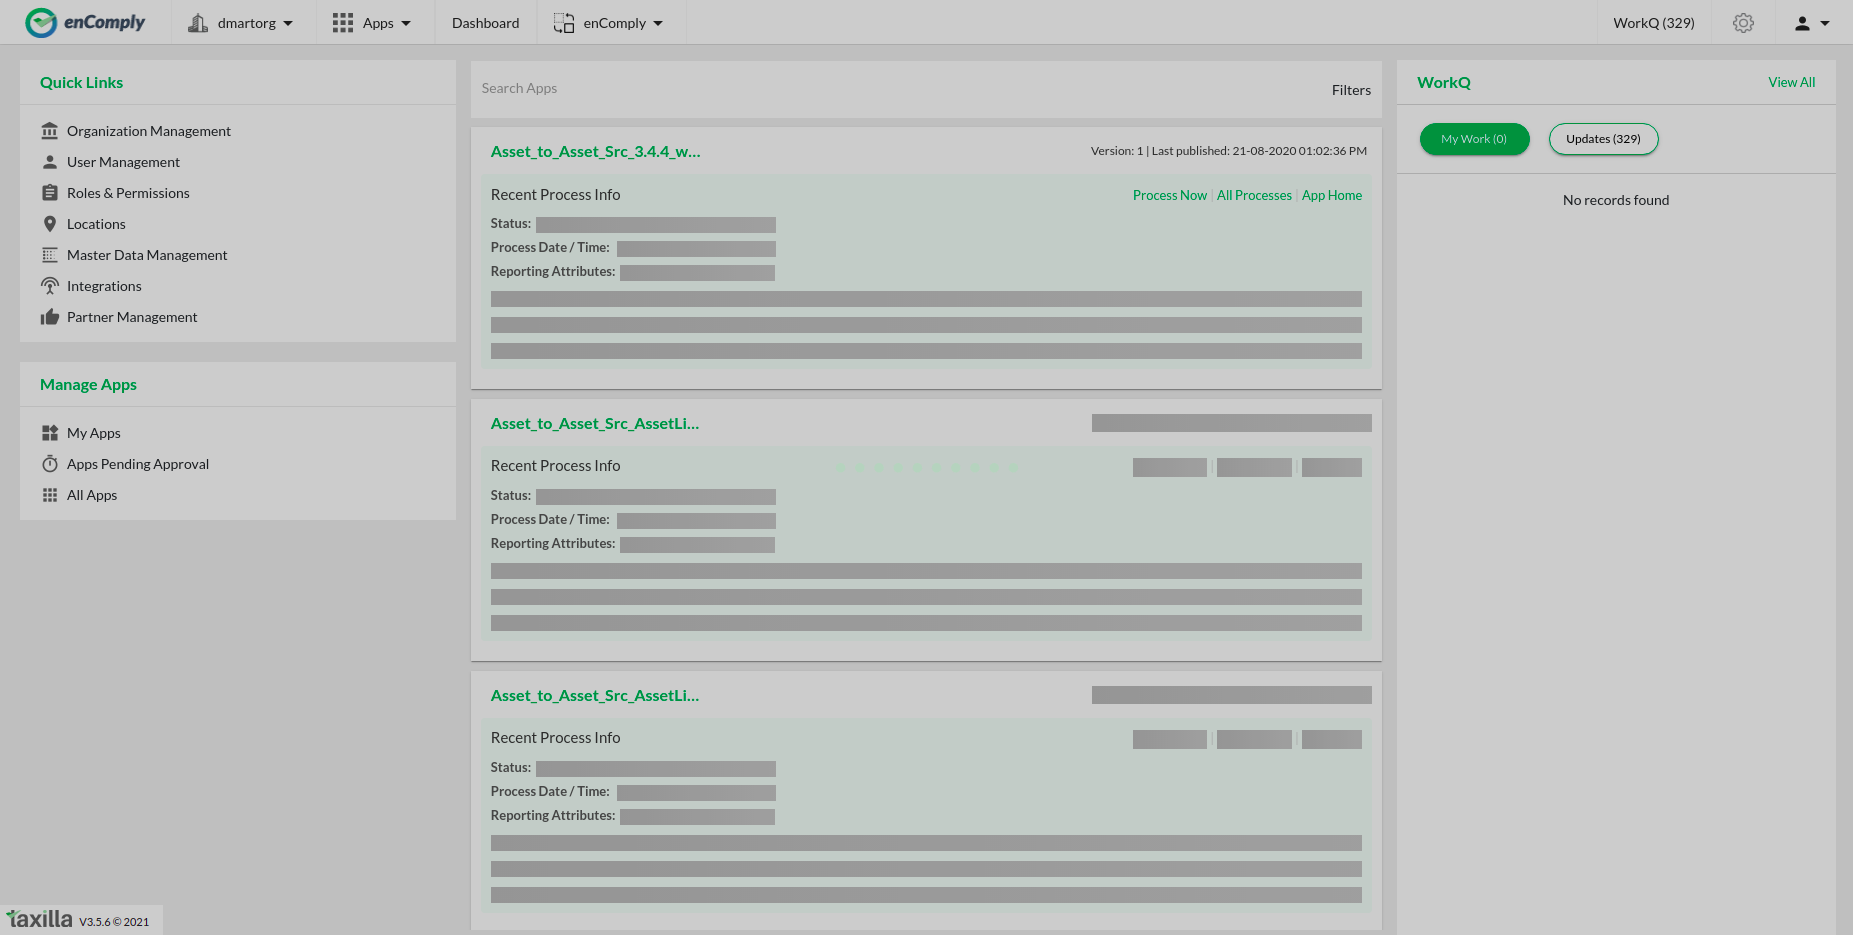 enComply
dmartorg
Apps
Dashboard
enComply
WorkQ (329)
Quick Links
Organization Management
User Management
Roles & Permissions
Locations
Master Data Management
Integrations
Partner Management
Manage Apps
My Apps
Apps Pending Approval
All Apps
Search Apps
Filters
Asset_to_Asset_Src_3.4.4_w...
Version: 1 | Last published: 21-08-2020 01:02:36 PM
Recent Process Info
Process Now | All Processes | App Home
Status:
Process Date / Time:
Reporting Attributes:
Asset_to_Asset_Src_AssetLi...
Recent Process Info
Status:
Process Date / Time:
Reporting Attributes:
Asset_to_Asset_Src_AssetLi...
Recent Process Info
Status:
Process Date / Time:
Reporting Attributes:
WorkQ
View All
My Work (0)
Updates (329)
No records found
taxilla V3.5.6 © 2021